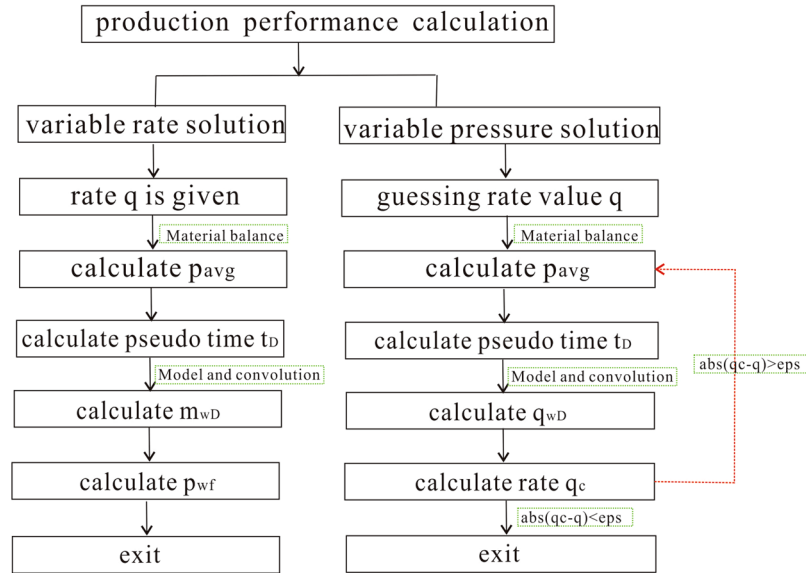 production performance calculation
variable rate solution
rate q is given
Material balance
calculate pavg
calculate pseudo time tD
Model and convolution
calculate mwD
calculate pwf
exit
variable pressure solution
guessing rate value q
Material balance
calculate pavg
calculate pseudo time tD
Model and convolution
calculate qwD
calculate rate qc
abs(qc-q)<eps
exit
abs(qc-q)>eps